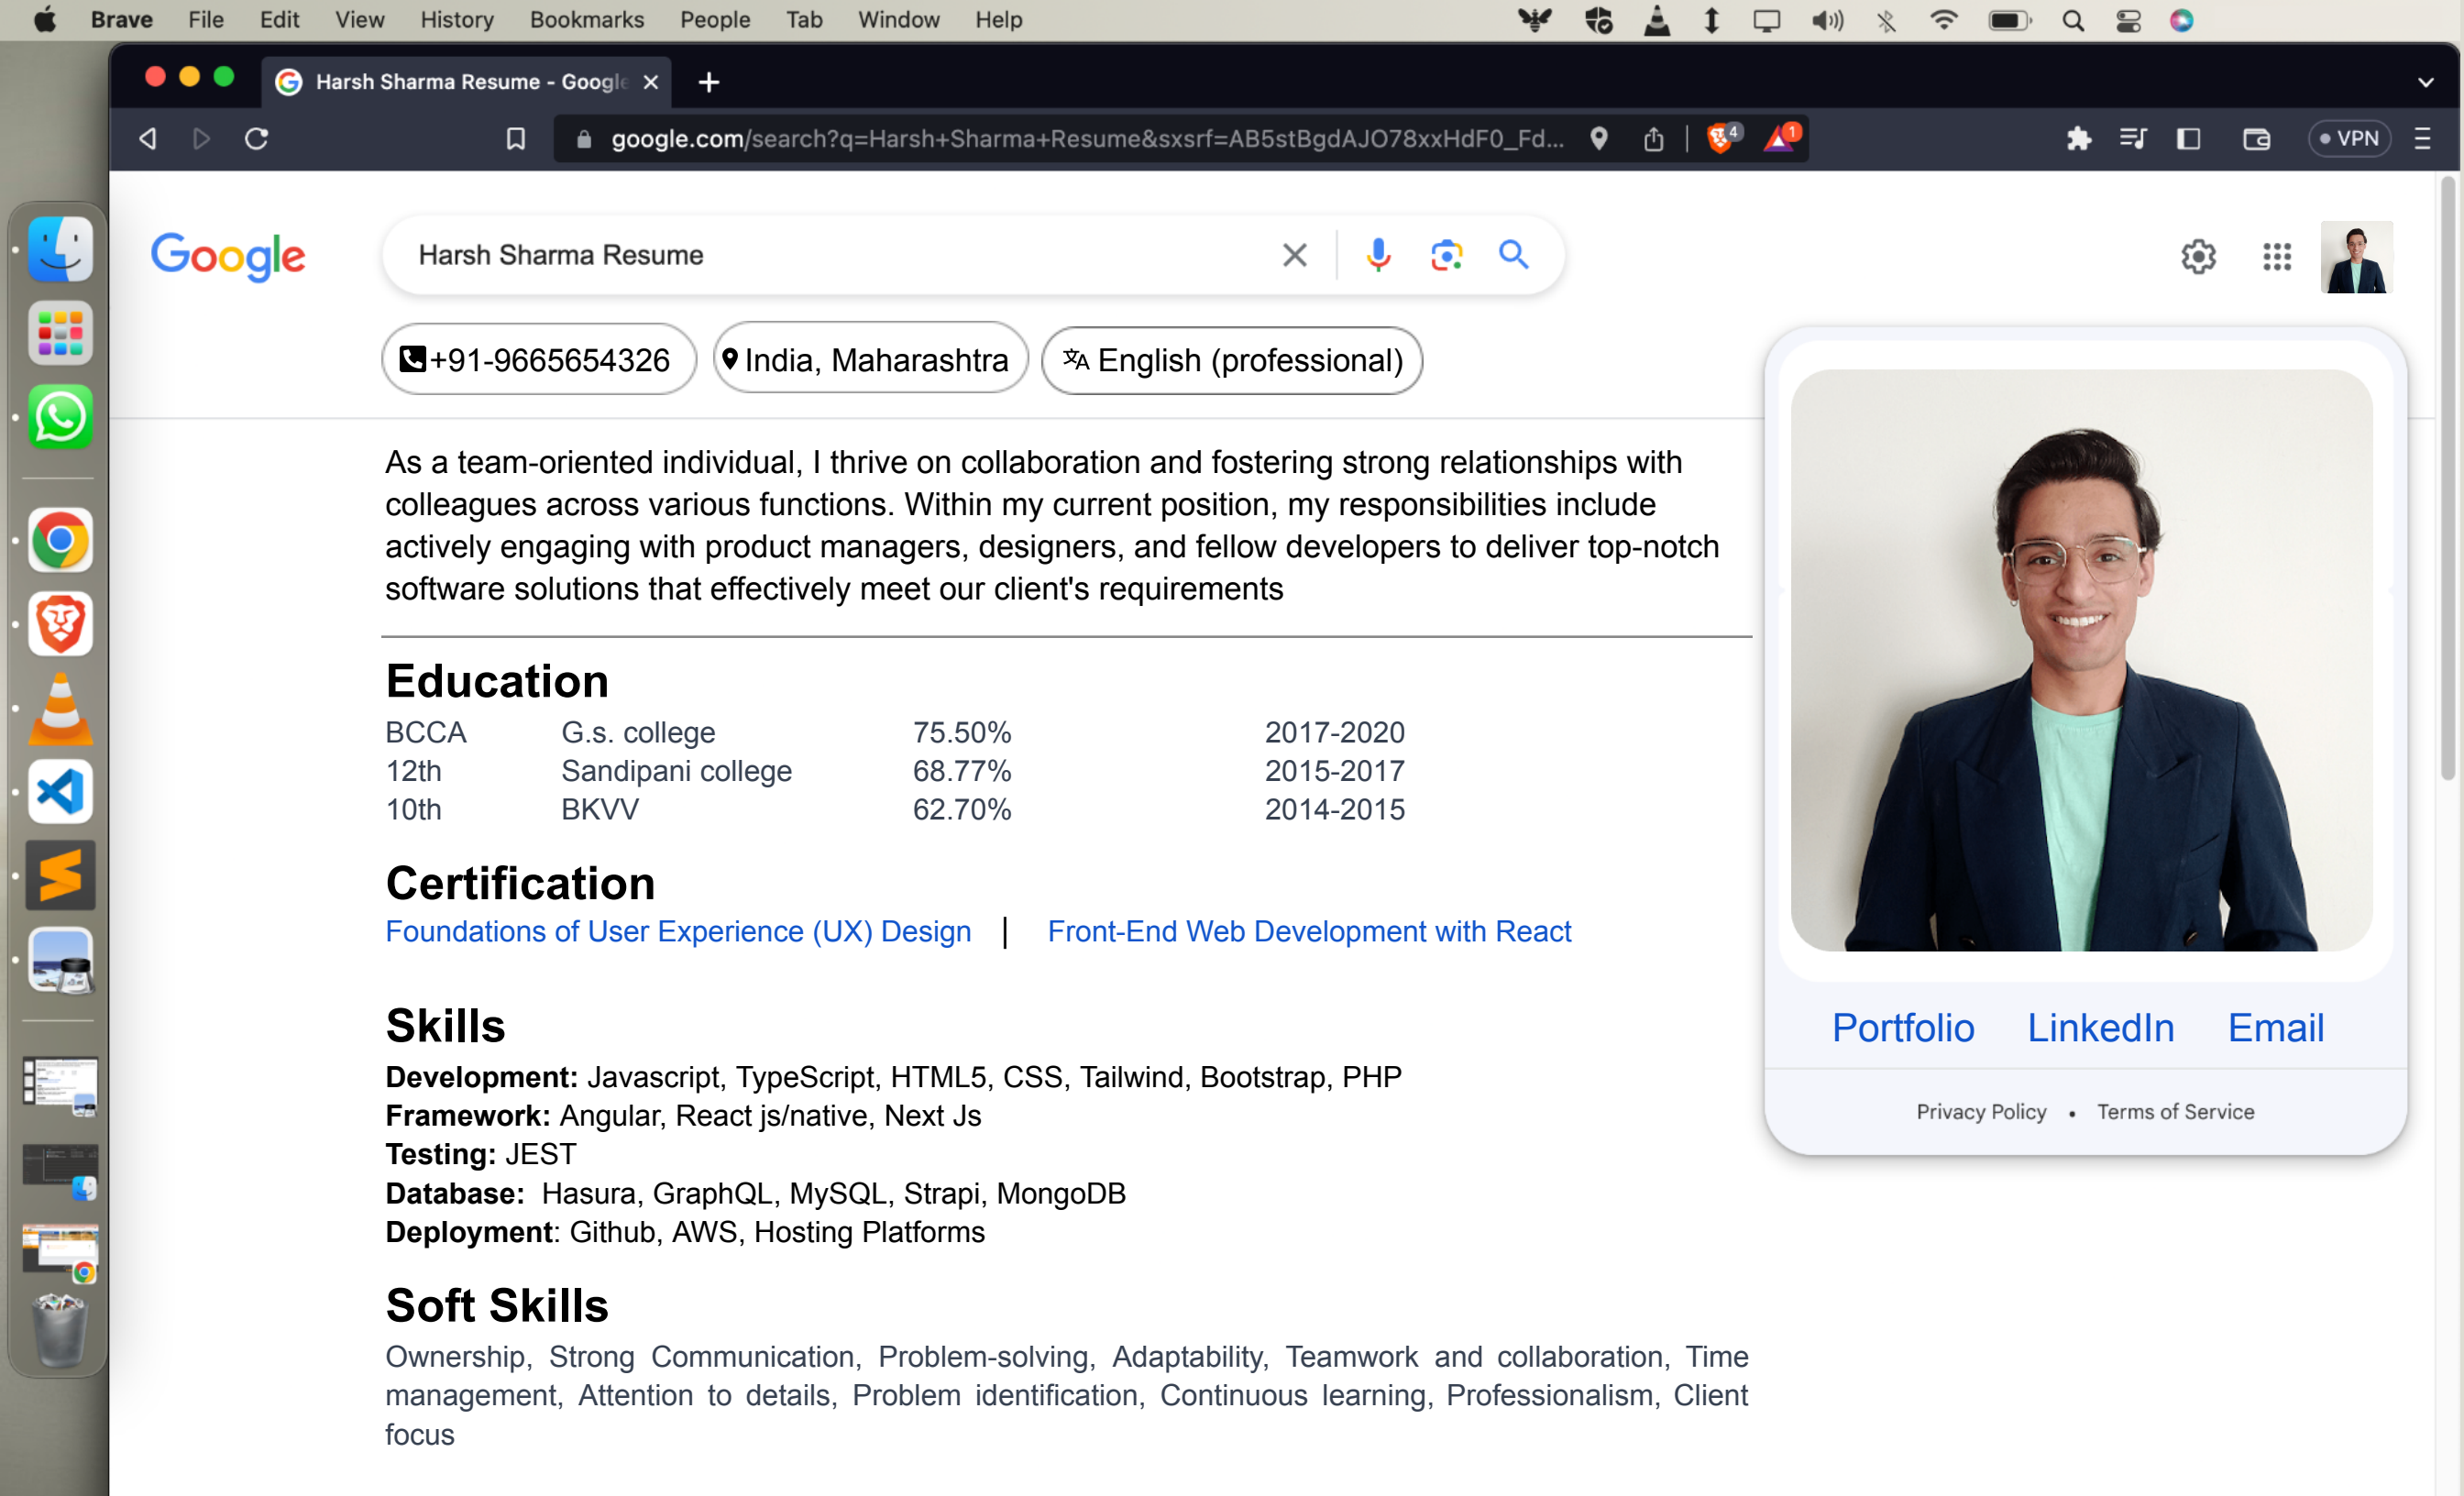 Brave File Edit View History Bookmarks People Tab Window Help
Harsh Sharma Resume - Google
google.com/search?q=Harsh+Sharma+Resume&sxsrf=AB5stBgdAJO78xxHdF0_Fd...
4
1
VPN
Google
Harsh Sharma Resume
+91-9665654326
India, Maharashtra
English (professional)
As a team-oriented individual, I thrive on collaboration and fostering strong relationships with
colleagues across various functions. Within my current position, my responsibilities include
actively engaging with product managers, designers, and fellow developers to deliver top-notch
software solutions that effectively meet our client's requirements
Education
BCCA G.s. college 75.50% 2017-2020
12th Sandipani college 68.77% 2015-2017
10th BKVV 62.70% 2014-2015
Certification
Foundations of User Experience (UX) Design | Front-End Web Development with React
Skills
Development: Javascript, TypeScript, HTML5, CSS, Tailwind, Bootstrap, PHP
Framework: Angular, React js/native, Next Js
Testing: JEST
Database: Hasura, GraphQL, MySQL, Strapi, MongoDB
Deployment: Github, AWS, Hosting Platforms
Soft Skills
Ownership, Strong Communication, Problem-solving, Adaptability, Teamwork and collaboration, Time
management, Attention to details, Problem identification, Continuous learning, Professionalism, Client
focus
Portfolio LinkedIn Email
Privacy Policy • Terms of Service